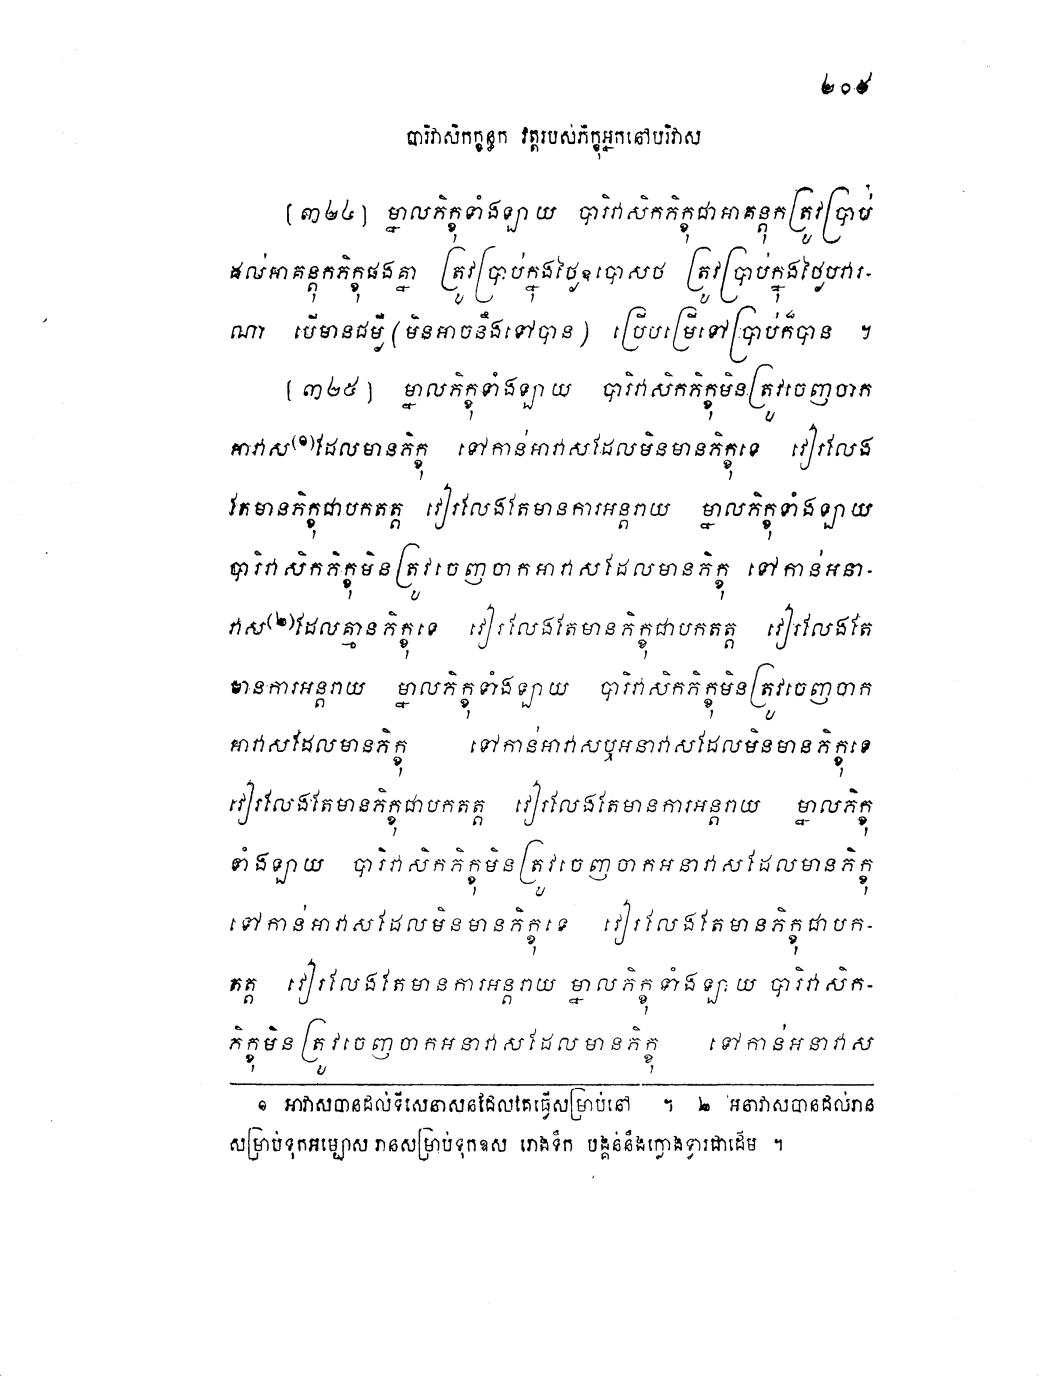 ២០៩
បារិវាសិកក្ខន្ធក វត្តរបស់ភិក្ខុអ្នកនៅបរិវាស
[៣២៤] ម្នាលភិក្ខុទាំងឡាយ បារិវាសិកភិក្ខុជាអាគន្តុកត្រូវប្រាប់
ដល់អាគន្តុកភិក្ខុផងគ្នា ត្រូវប្រាប់ក្នុងថ្ងៃឧបោសថ ត្រូវប្រាប់ក្នុងថ្ងៃបវារ-
ណា បើមានជម្ងឺ (មិនអាចនឹងទៅបាន) ប្រើបម្រើទៅប្រាប់ក៏បាន ។
[៣២៥] ម្នាលភិក្ខុទាំងឡាយ បារិវាសិកភិក្ខុមិនត្រូវចេញចាក
អាវាស(១)ដែលមានភិក្ខុ ទៅកាន់អាវាសដែលមិនមានភិក្ខុទេ វៀរលែង
តែមានភិក្ខុជាបកតត្ត វៀរលែងតែមានការអន្តរាយ ម្នាលភិក្ខុទាំងឡាយ
បារិវាសិកភិក្ខុមិនត្រូវចេញចាកអាវាសដែលមានភិក្ខុ ទៅកាន់អនា-
វាស(២)ដែលគ្មានភិក្ខុទេ វៀរលែងតែមានភិក្ខុជាបកតត្ត វៀរលែងតែ
មានការអន្តរាយ ម្នាលភិក្ខុទាំងឡាយ បារិវាសិកភិក្ខុមិនត្រូវចេញចាក
អាវាសដែលមានភិក្ខុ ទៅកាន់អាវាសឬអនាវាសដែលមិនមានភិក្ខុទេ
វៀរលែងតែមានភិក្ខុជាបកតត្ត វៀរលែងតែមានការអន្តរាយ ម្នាលភិក្ខុ
ទាំងឡាយ បារិវាសិកភិក្ខុមិនត្រូវចេញចាកអនាវាសដែលមានភិក្ខុ
ទៅកាន់អាវាសដែលមិនមានភិក្ខុទេ វៀរលែងតែមានភិក្ខុជាបក-
តត្ត វៀរលែងតែមានការអន្តរាយ ម្នាលភិក្ខុទាំងឡាយ បារិវាសិក-
ភិក្ខុមិនត្រូវចេញចាកអនាវាសដែលមានភិក្ខុ ទៅកាន់អនាវាស
១ អាវាសបានដល់ទីសេនាសនដែលគេធ្វើសម្រាប់នៅ ។ ២ អនាវាសបានដល់រាន
សម្រាប់ទុកអម្បោស រានសម្រាប់ទុកឧស រោងទឹក បង្គន់នឹងក្លោងទ្វារជាដើម ។